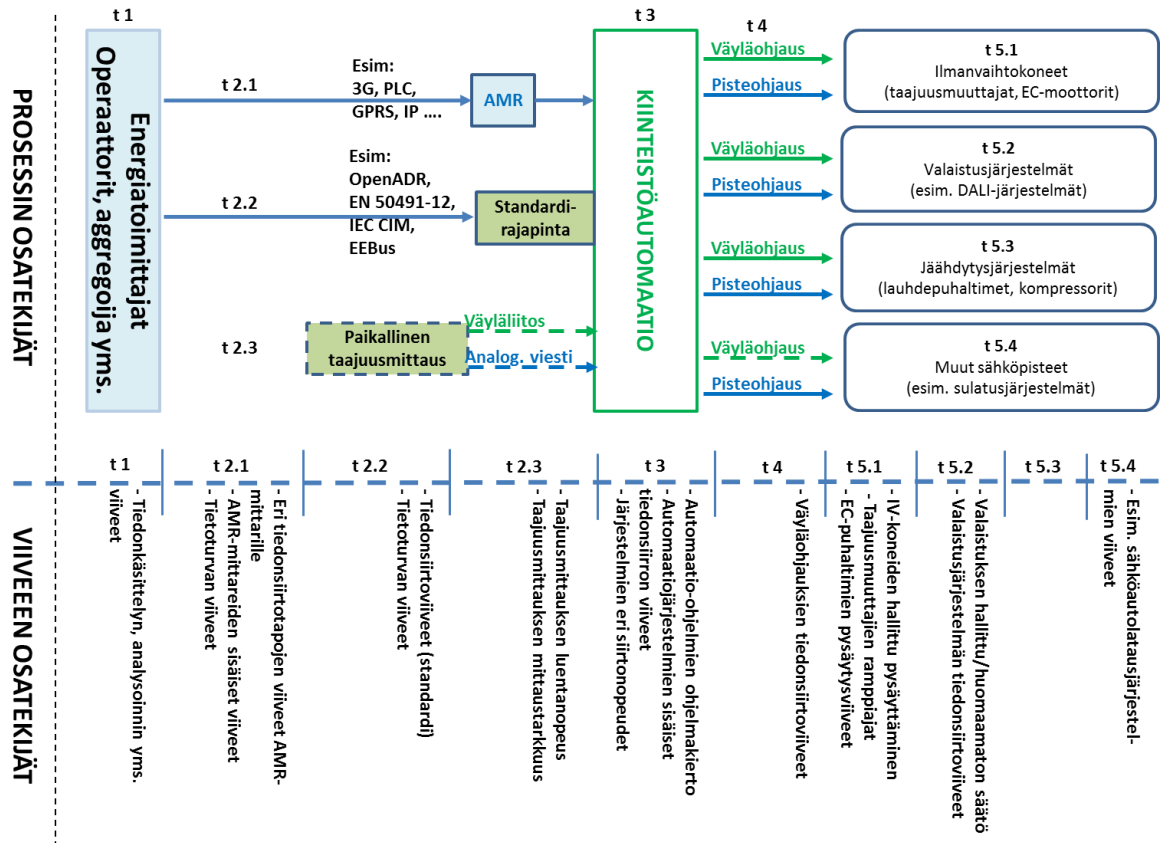 PROSESSIN OSATEKIJÄT
t 1
Energiatoimittajat
Operaattorit, aggregoija yms.
t 2.1
Esim:
3G, PLC,
GPRS, IP ....
AMR
t 2.2
Esim:
OpenADR,
EN 50491-12,
IEC CIM,
EEBus
Standardi-
rajapinta
t 2.3
Paikallinen
taajuusmittaus
Väyläliitos
Analog. viesti
t 3
KIINTEISTÖAUTOMAATIO
t 4
Väyläohjaus
Pisteohjaus
t 5.1
Ilmanvaihtokoneet
(taajuusmuuttajat, EC-moottorit)
Väyläohjaus
Pisteohjaus
t 5.2
Valaistusjärjestelmät
(esim. DALI-järjestelmät)
Väyläohjaus
Pisteohjaus
t 5.3
Jäähdytysjärjestelmät
(lauhdepuhaltimet, kompressorit)
Väyläohjaus
Pisteohjaus
t 5.4
Muut sähköpisteet
(esim. sulatusjärjestelmät)
VIIVEEEN OSATEKIJÄT
t 1
- Tiedonkäsittelyn, analysoinnin yms.
viiveet
t 2.1
- Eri tiedonsiirtotapojen viiveet AMR-
mittarille
- AMR-mittareiden sisäiset viiveet
- Tietoturvan viiveet
t 2.2
- Tiedonsiirtoviiveet (standardi)
- Tietoturvan viiveet
t 2.3
- Taajuusmittauksen luentanopeus
- Taajuusmittauksen mittaustarkkuus
t 3
- Automaatio-ohjelmien ohjelmakierto
- Automaatiojärjestelmien sisäiset
tiedonsiirron viiveet
- Järjestelmien eri siirtonopeudet
t 4
- Väyläohjauksien tiedonsiirtoviiveet
t 5.1
- IV-koneiden hallittu pysäyttäminen
- Taajuusmuuttajien ramppiajat
- EC-puhaltimien pysäytysviiveet
t 5.2
- Valaistuksen hallittu/huomaamaton säätö
- Valaistusjärjestelmän tiedonsiirtoviiveet
t 5.3
t 5.4
- Esim. sähköautolatausjärjestel-
mien viiveet